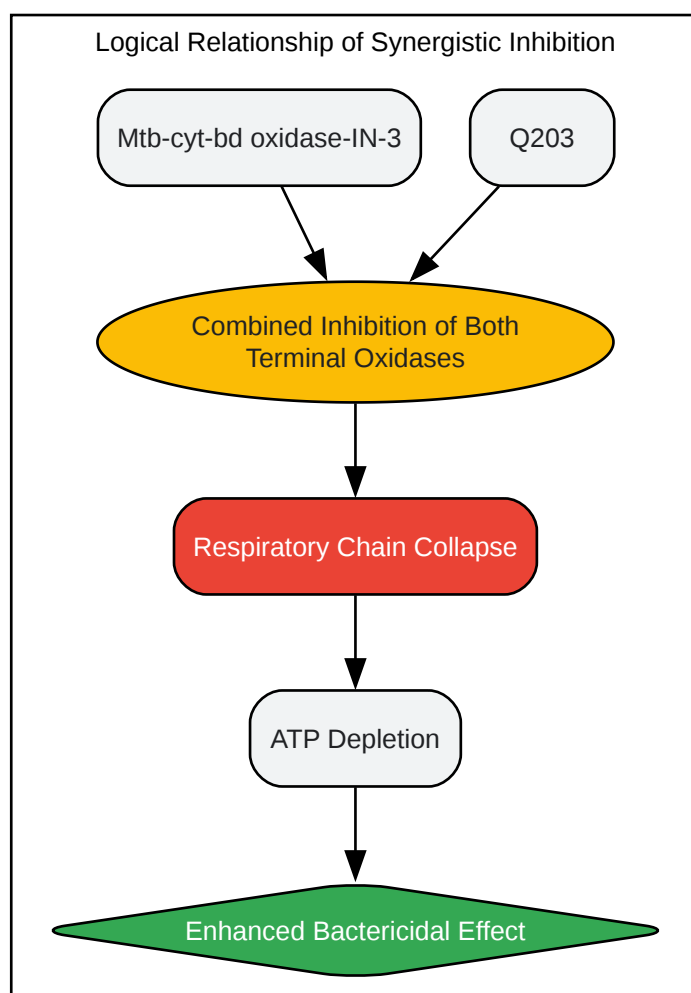 Logical Relationship of Synergistic Inhibition
Mtb-cyt-bd oxidase-IN-3
Q203
Combined Inhibition of Both
Terminal Oxidases
Respiratory Chain Collapse
ATP Depletion
Enhanced Bactericidal Effect